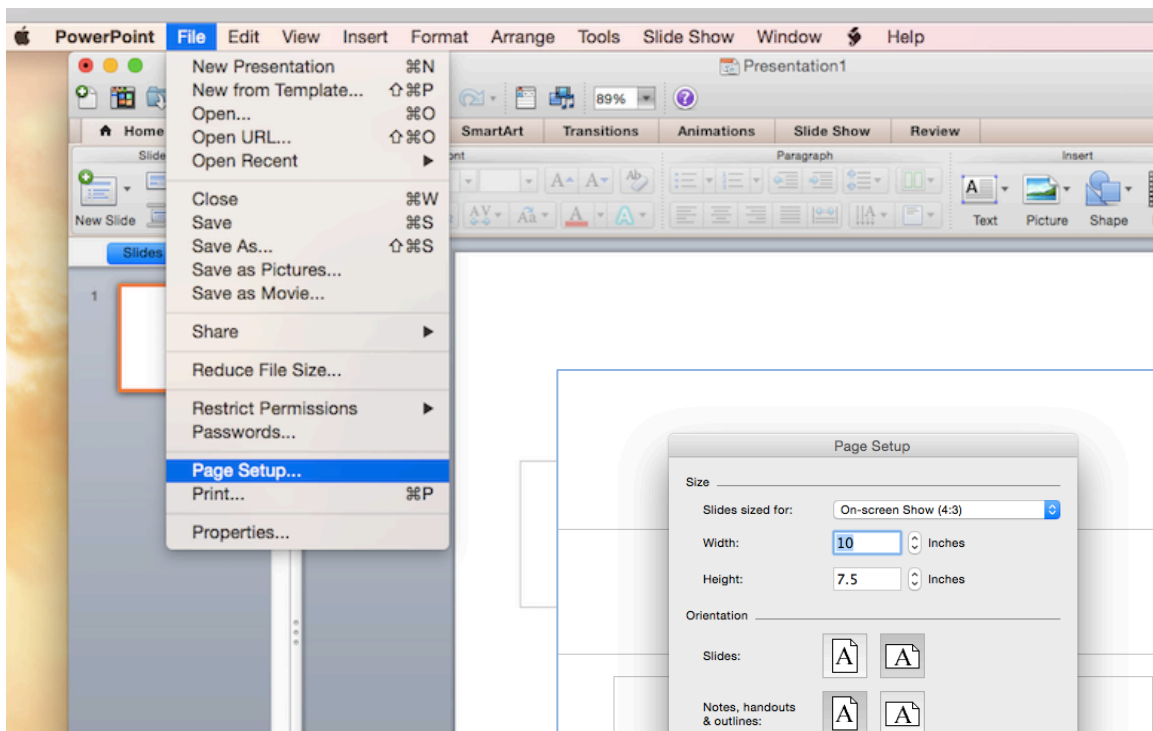 PowerPoint File Edit View Insert Format Arrange Tools Slide Show Window Help
Presentation1
New Presentation ⌘N
New from Template... ⇧⌘P
Open... ⌘O
Open URL... ⇧⌘O
Open Recent
Close ⌘W
Save ⌘S
Save As... ⇧⌘S
Save as Pictures...
Save as Movie...
Share
Reduce File Size...
Restrict Permissions
Passwords...
Page Setup...
Print... ⌘P
Properties...
89%
Home SmartArt Transitions Animations Slide Show Review
Slide Paragraph Insert
New Slide Text Picture Shape
Slides
1
Page Setup
Size
Slides sized for: On-screen Show (4:3)
Width: 10 Inches
Height: 7.5 Inches
Orientation
Slides: A A
Notes, handouts
& outlines: A A